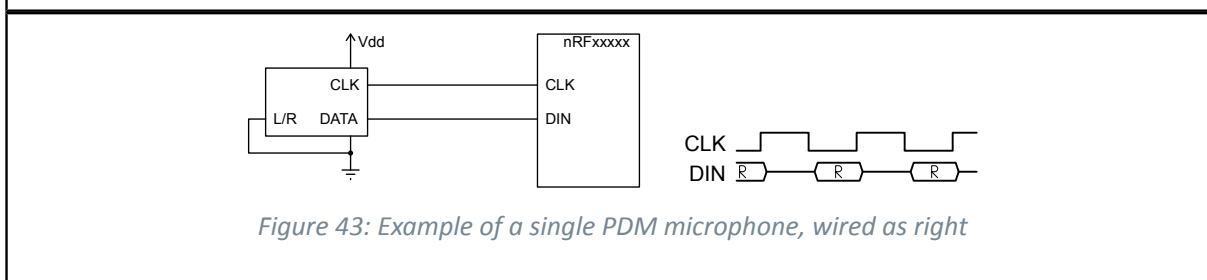 Vdd
nRFxxxxx
CLK
CLK
L/R DATA
DIN
CLK
DIN R R R
Figure 43: Example of a single PDM microphone, wired as right